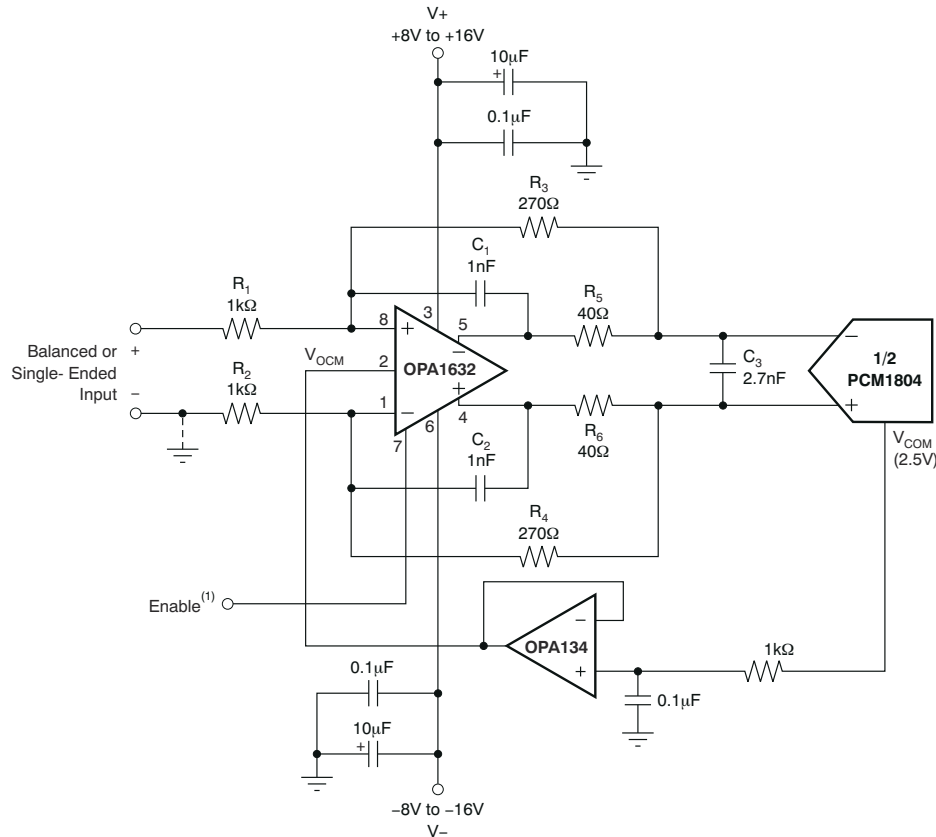 V+
+8V to +16V
10µF
+
0.1µF
R3
270Ω
C1
1nF
R1
1kΩ
R5
40Ω
3
5
8
+
−
Balanced or
Single- Ended
Input
+
−
VOCM
2
OPA1632
C3
2.7nF
−
1/2
PCM1804
+
R2
1kΩ
1
−
+
4
6
7
C2
1nF
R6
40Ω
VCOM
(2.5V)
R4
270Ω
Enable(1)
−
OPA134
+
1kΩ
0.1µF
0.1µF
10µF
+
−8V to −16V
V−